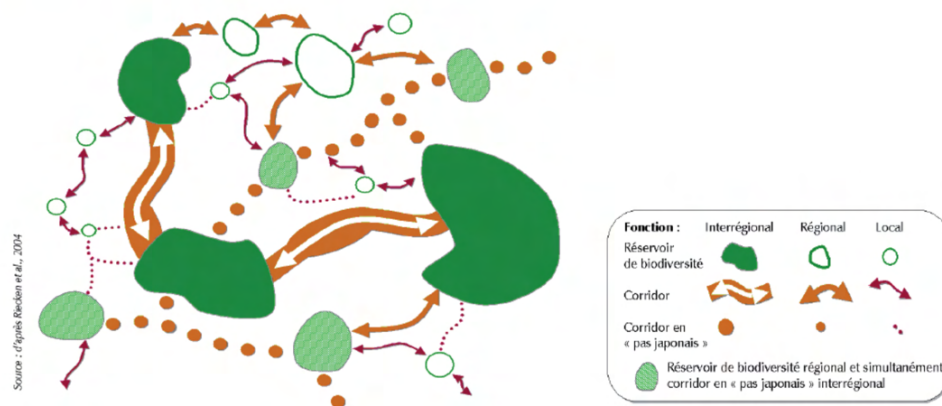 Source : d'après Riecken et al., 2004
Fonction : Interrégional Régional Local
Réservoir
de biodiversité
Corridor
Corridor en
« pas japonais »
Réservoir de biodiversité régional et simultanément
corridor en « pas japonais » interrégional